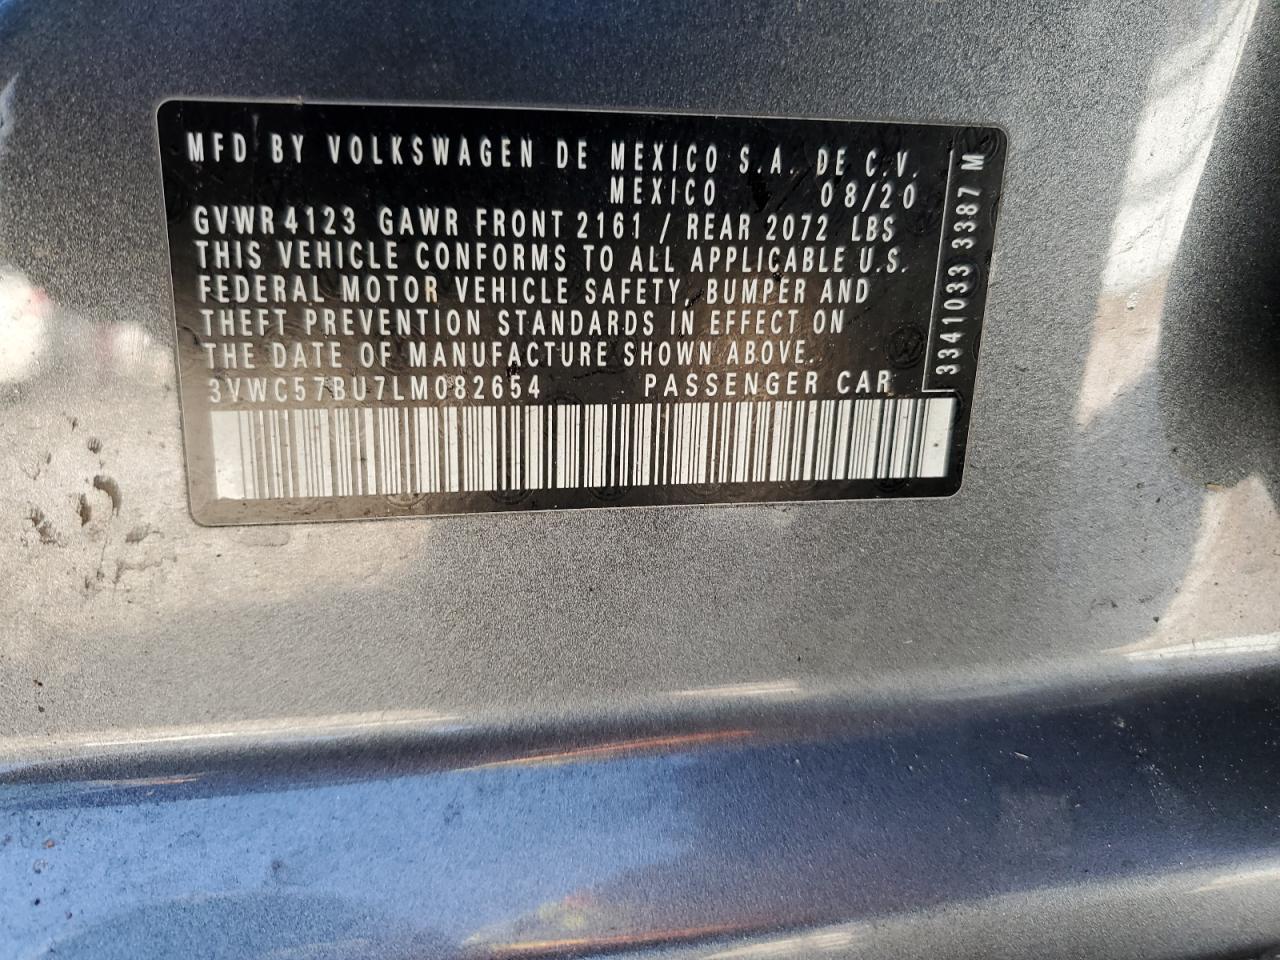 MFD BY VOLKSWAGEN DE MEXICO S.A. DE C.V.
MEXICO 08/20
GVWR 4123 GAWR FRONT 2161 / REAR 2072 LBS
THIS VEHICLE CONFORMS TO ALL APPLICABLE U.S.
FEDERAL MOTOR VEHICLE SAFETY, BUMPER AND
THEFT PREVENTION STANDARDS IN EFFECT ON
THE DATE OF MANUFACTURE SHOWN ABOVE.
3VWC57BU7LM082654 PASSENGER CAR
3341033 3387 M